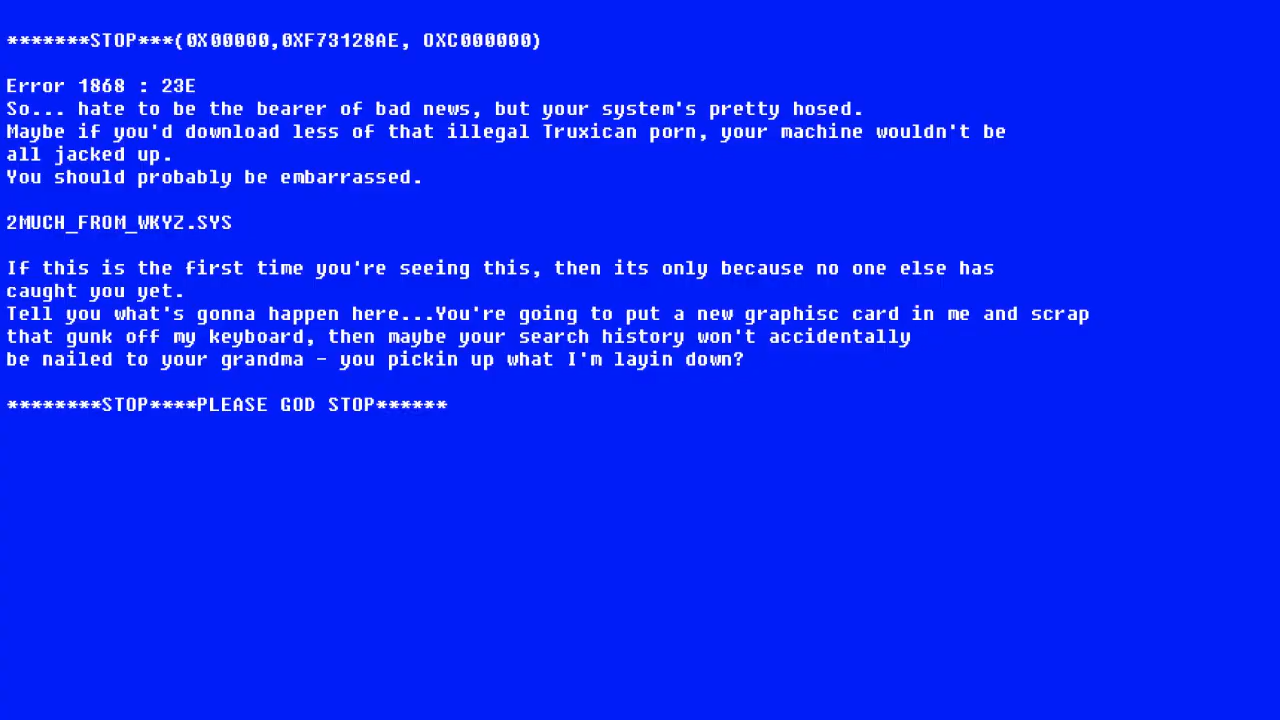 *******STOP***(0X00000,0XF73128AE, OXC000000)
Error 1868 : 23E
So... hate to be the bearer of bad news, but your system's pretty hosed.
Maybe if you'd download less of that illegal Truxican porn, your machine wouldn't be
all jacked up.
You should probably be embarrassed.
2MUCH_FROM_WKYZ.SYS
If this is the first time you're seeing this, then its only because no one else has
caught you yet.
Tell you what's gonna happen here...You're going to put a new graphisc card in me and scrap
that gunk off my keyboard, then maybe your search history won't accidentally
be nailed to your grandma - you pickin up what I'm layin down?
********STOP****PLEASE GOD STOP******